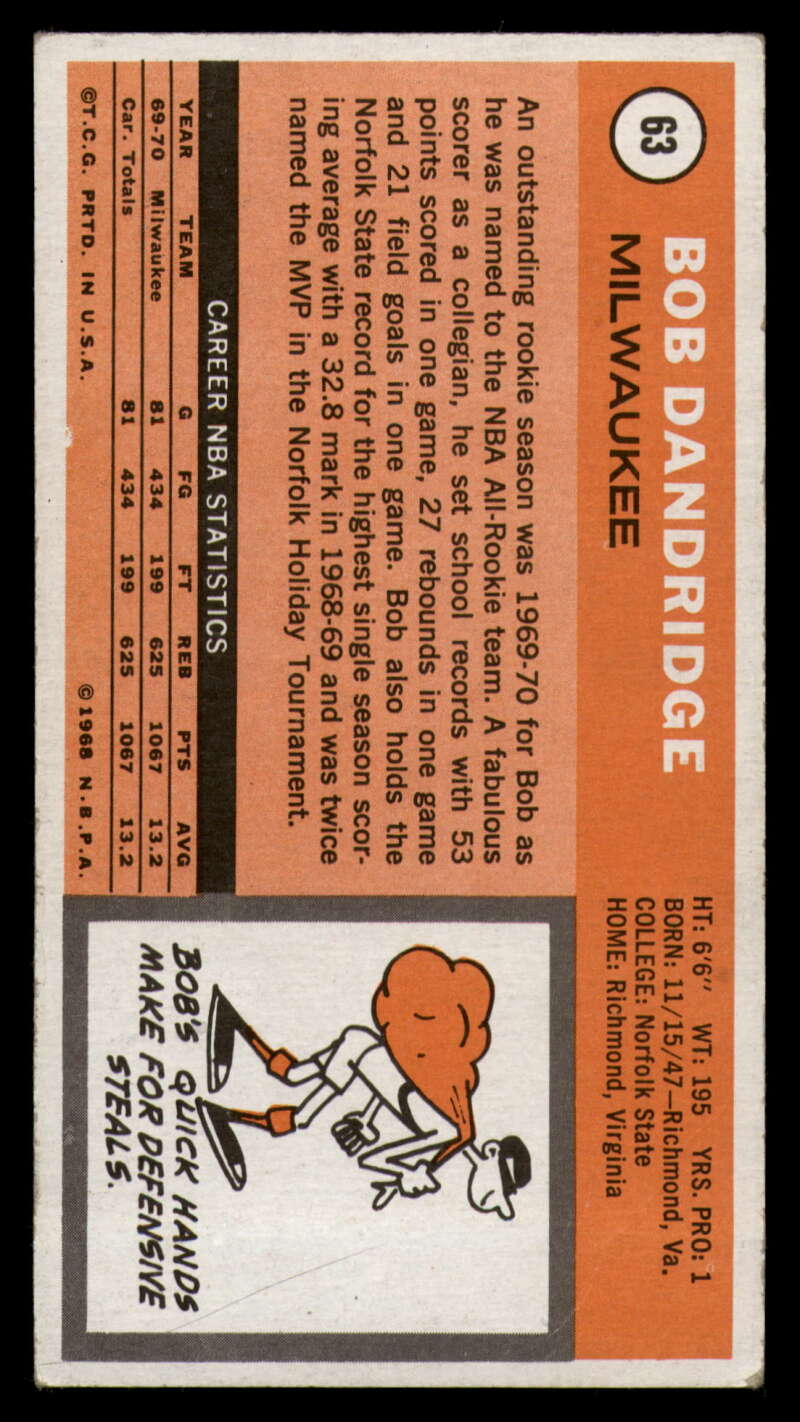 63
BOB DANDRIDGE
MILWAUKEE
HT: 6'6" WT: 195 YRS. PRO: 1
BORN: 11/15/47—Richmond, Va.
COLLEGE: Norfolk State
HOME: Richmond, Virginia
An outstanding rookie season was 1969-70 for Bob as
he was named to the NBA All-Rookie team. A fabulous
scorer as a collegian, he set school records with 53
points scored in one game, 27 rebounds in one game
and 21 field goals in one game. Bob also holds the
Norfolk State record for the highest single season scor-
ing average with a 32.8 mark in 1968-69 and was twice
named the MVP in the Norfolk Holiday Tournament.
CAREER NBA STATISTICS
YEAR TEAM G FG FT REB PTS AVG
69-70 Milwaukee 81 434 199 625 1067 13.2
Car. Totals 81 434 199 625 1067 13.2
©T.C.G. PRTD. IN U.S.A. ©1968 N.B.P.A.
BOB'S QUICK HANDS
MAKE FOR DEFENSIVE
STEALS.